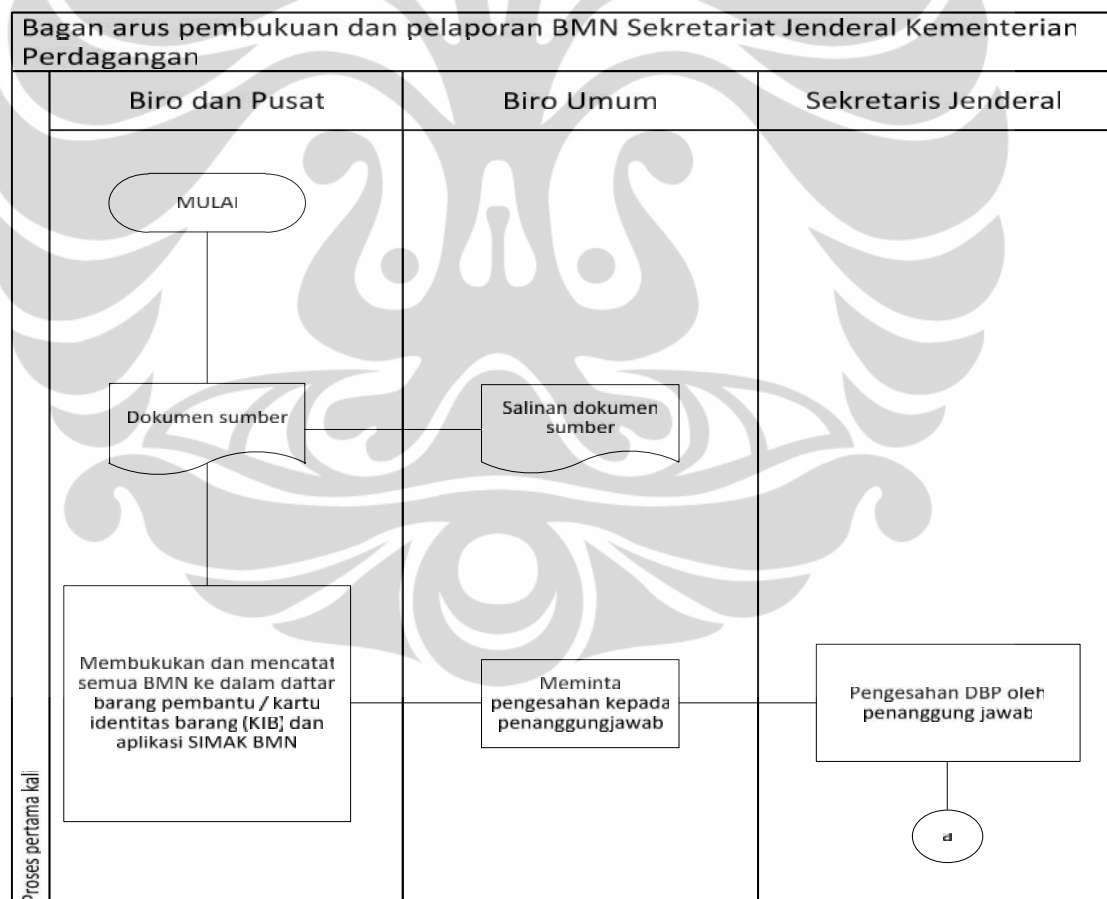 Bagan arus pembukuan dan pelaporan BMN Sekretariat Jenderal Kementerian
Perdagangan
Biro dan Pusat
Biro Umum
Sekretaris Jenderal
MULAI
Dokumen sumber
Salinan dokumen
sumber
Membukukan dan mencatat
semua BMN ke dalam daftar
barang pembantu / kartu
identitas barang (KIB) dan
aplikasi SIMAK BMN
Meminta
pengesahan kepada
penanggungjawab
Pengesahan DBP oleh
penanggung jawab
a
Proses pertama kali